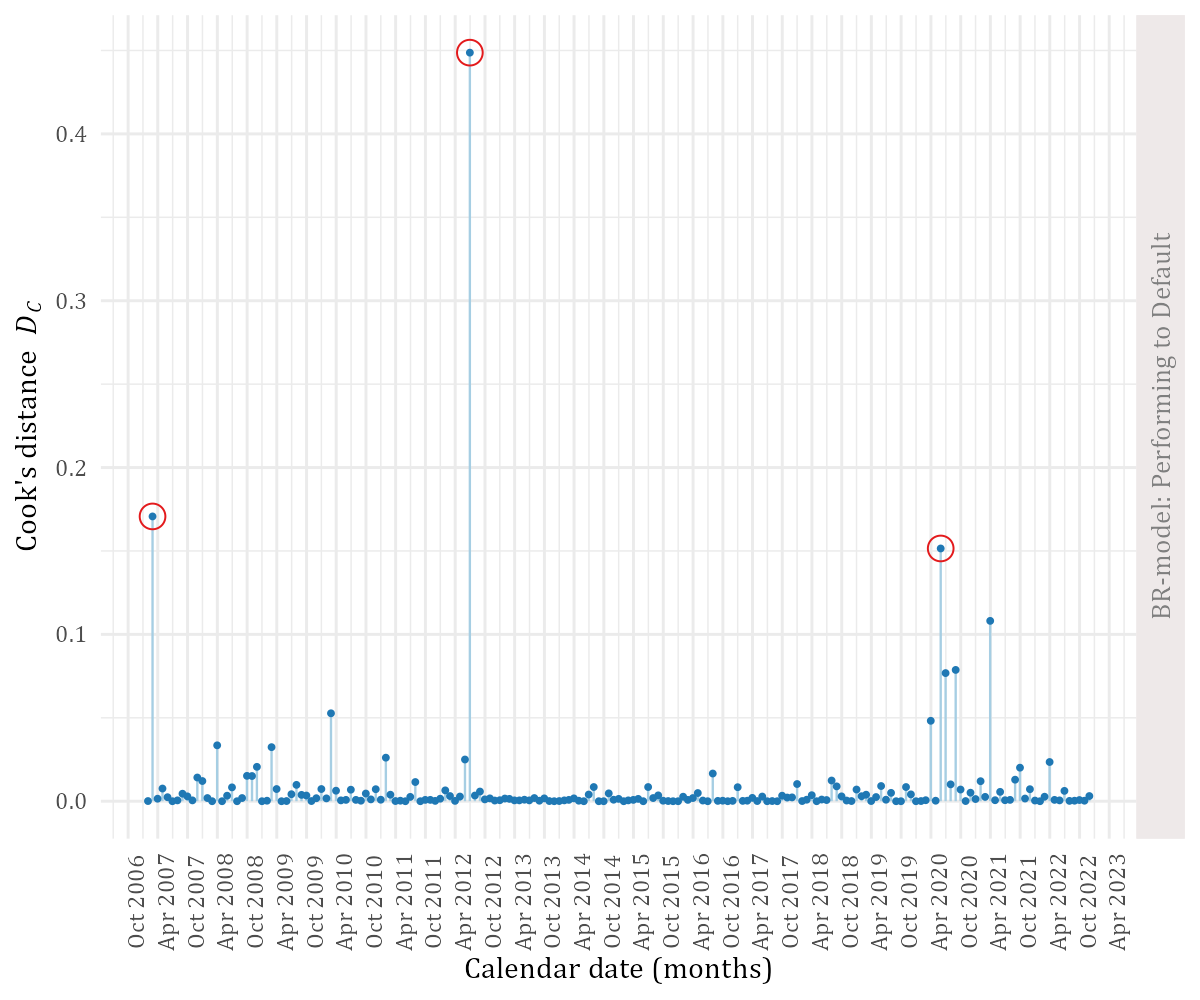 Cook's distance D_C
0.4
0.3
0.2
0.1
0.0
Oct 2006
Apr 2007
Oct 2007
Apr 2008
Oct 2008
Apr 2009
Oct 2009
Apr 2010
Oct 2010
Apr 2011
Oct 2011
Apr 2012
Oct 2012
Apr 2013
Oct 2013
Apr 2014
Oct 2014
Apr 2015
Oct 2015
Apr 2016
Oct 2016
Apr 2017
Oct 2017
Apr 2018
Oct 2018
Apr 2019
Oct 2019
Apr 2020
Oct 2020
Apr 2021
Oct 2021
Apr 2022
Oct 2022
Apr 2023
Calendar date (months)
BR-model: Performing to Default